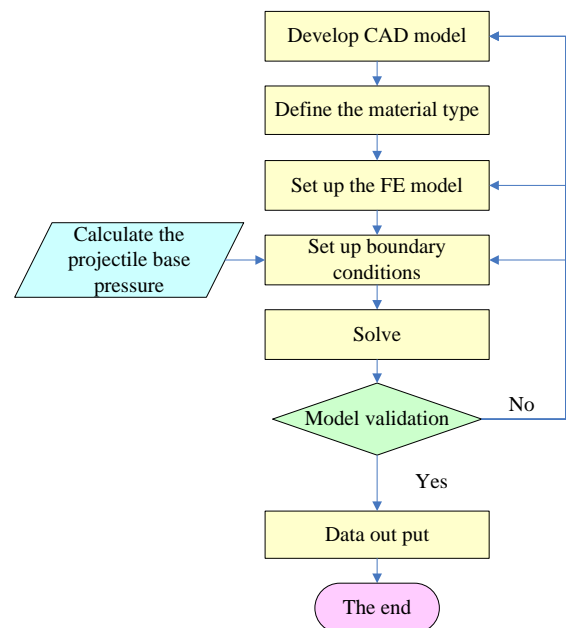 Develop CAD model
Define the material type
Set up the FE model
Calculate the
projectile base
pressure
Set up boundary
conditions
Solve
Model validation
No
Yes
Data out put
The end